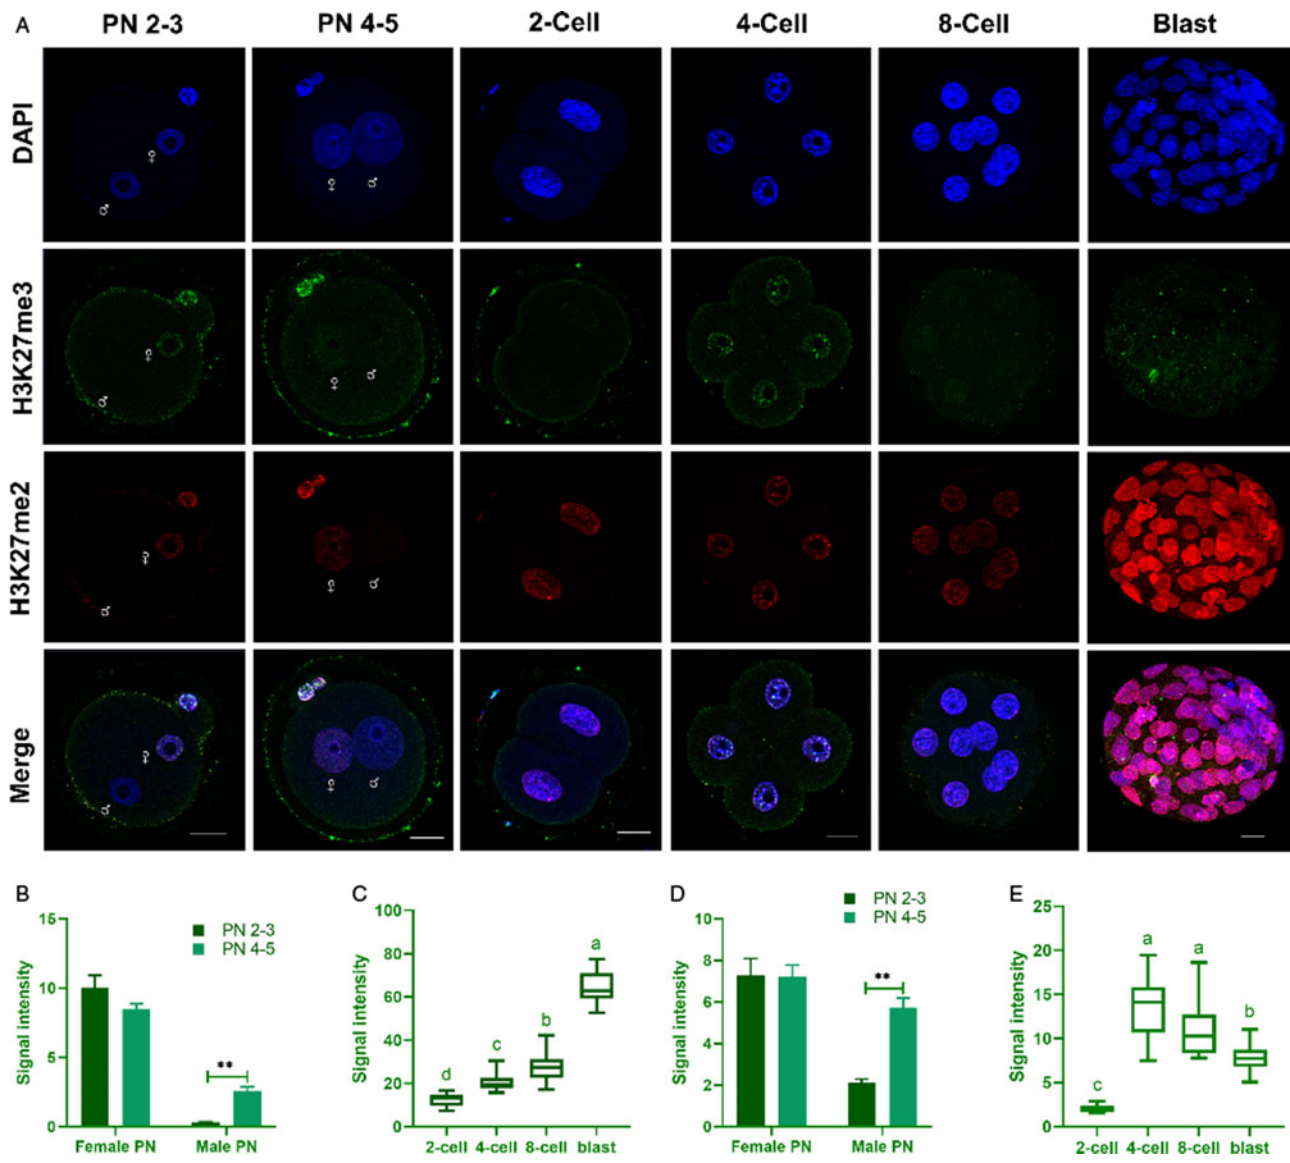 A
PN 2-3 PN 4-5 2-Cell 4-Cell 8-Cell Blast
DAPI
♀ ♂ ♀ ♂
H3K27me3
♀ ♂ ♀ ♂
H3K27me2
♀ ♂ ♀ ♂
Merge
♀ ♂ ♀ ♂
B
Signal intensity
15
10
5
0
PN 2-3
PN 4-5
**
Female PN Male PN
C
Signal intensity
100
80
60
40
20
0
d c b a
2-cell 4-cell 8-cell blast
D
Signal intensity
8
6
4
2
0
PN 2-3
PN 4-5
**
Female PN Male PN
E
Signal intensity
25
20
15
10
5
0
c a a b
2-cell 4-cell 8-cell blast